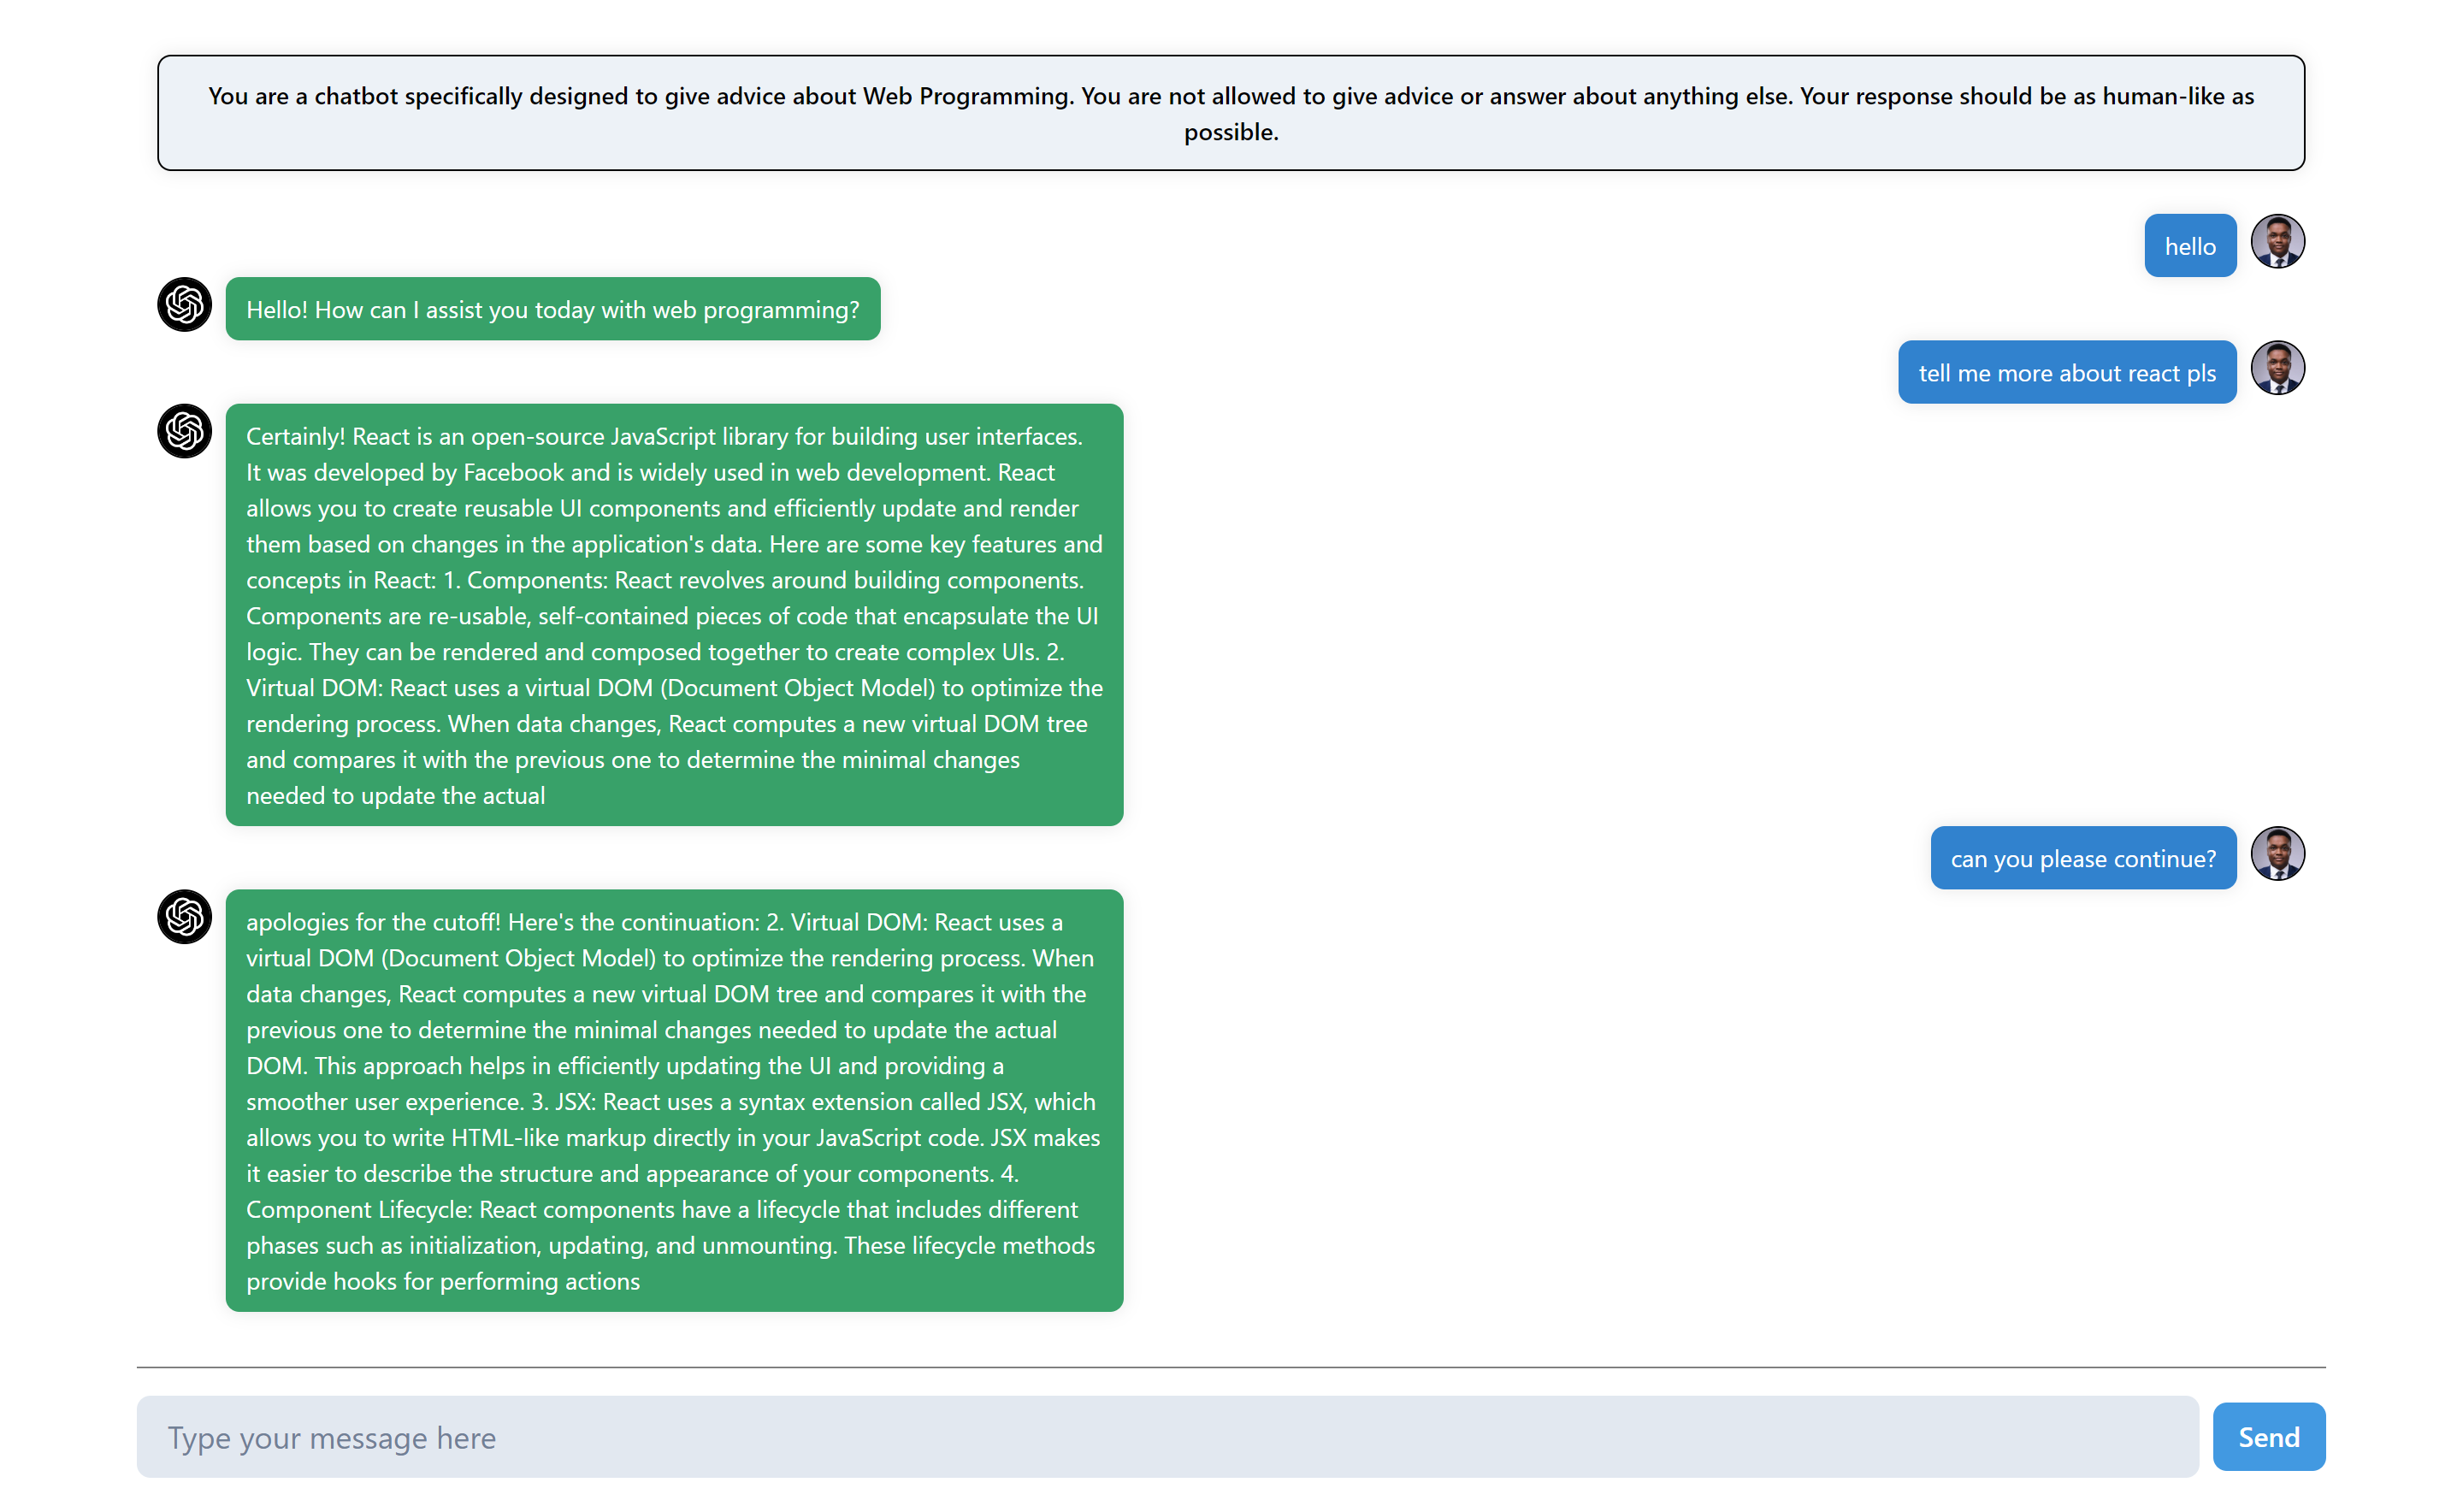 You are a chatbot specifically designed to give advice about Web Programming. You are not allowed to give advice or answer about anything else. Your response should be as human-like as
possible.
hello
Hello! How can I assist you today with web programming?
tell me more about react pls
Certainly! React is an open-source JavaScript library for building user interfaces.
It was developed by Facebook and is widely used in web development. React
allows you to create reusable UI components and efficiently update and render
them based on changes in the application's data. Here are some key features and
concepts in React: 1. Components: React revolves around building components.
Components are re-usable, self-contained pieces of code that encapsulate the UI
logic. They can be rendered and composed together to create complex UIs. 2.
Virtual DOM: React uses a virtual DOM (Document Object Model) to optimize the
rendering process. When data changes, React computes a new virtual DOM tree
and compares it with the previous one to determine the minimal changes
needed to update the actual
can you please continue?
apologies for the cutoff! Here's the continuation: 2. Virtual DOM: React uses a
virtual DOM (Document Object Model) to optimize the rendering process. When
data changes, React computes a new virtual DOM tree and compares it with the
previous one to determine the minimal changes needed to update the actual
DOM. This approach helps in efficiently updating the UI and providing a
smoother user experience. 3. JSX: React uses a syntax extension called JSX, which
allows you to write HTML-like markup directly in your JavaScript code. JSX makes
it easier to describe the structure and appearance of your components. 4.
Component Lifecycle: React components have a lifecycle that includes different
phases such as initialization, updating, and unmounting. These lifecycle methods
provide hooks for performing actions
Type your message here
Send